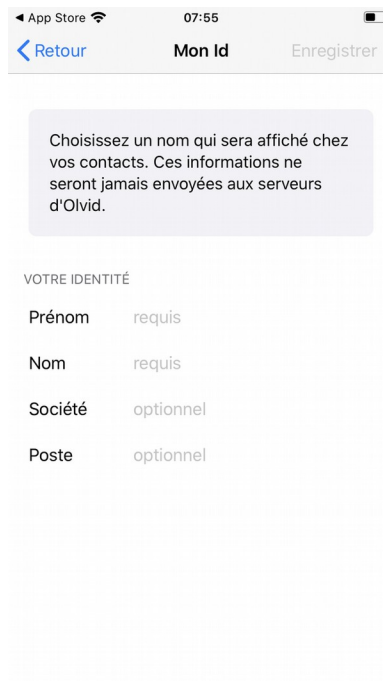 ◀ App Store 07:55
Retour Mon Id Enregistrer
Choisissez un nom qui sera affiché chez
vos contacts. Ces informations ne
seront jamais envoyées aux serveurs
d'Olvid.
VOTRE IDENTITÉ
Prénom requis
Nom requis
Société optionnel
Poste optionnel